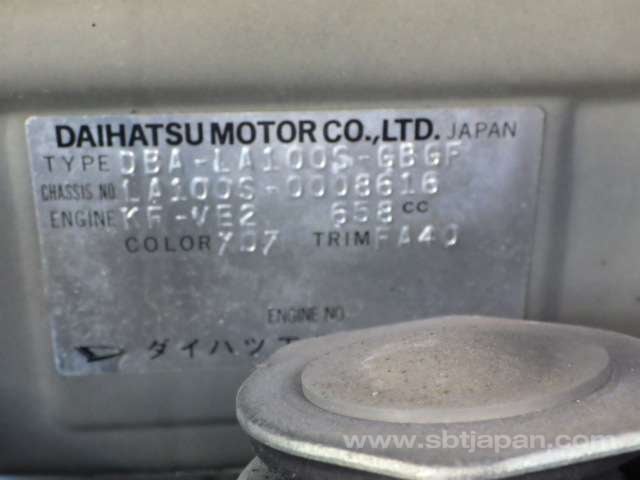 DAIHATSU MOTOR CO.,LTD. JAPAN
TYPE DBA-LA100S-GBGF
CHASSIS NO. LA100S-0008616
ENGINE KF-VE2 658 CC
COLOR Y07 TRIM FA40
ENGINE NO.
ダイハツ
www.sbtjapan.com